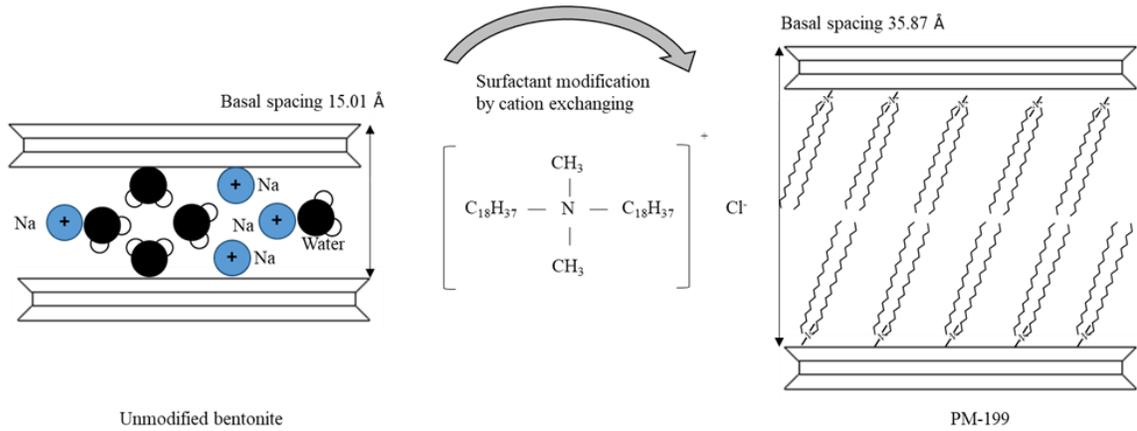 Basal spacing 35.87 Å
Surfactant modification
by cation exchanging
Basal spacing 15.01 Å
+
CH₃
|
C₁₈H₃₇ — N — C₁₈H₃₇
|
CH₃
Cl⁻
+ Na
Na +
Na +
+ Na
Water
Unmodified bentonite
PM-199